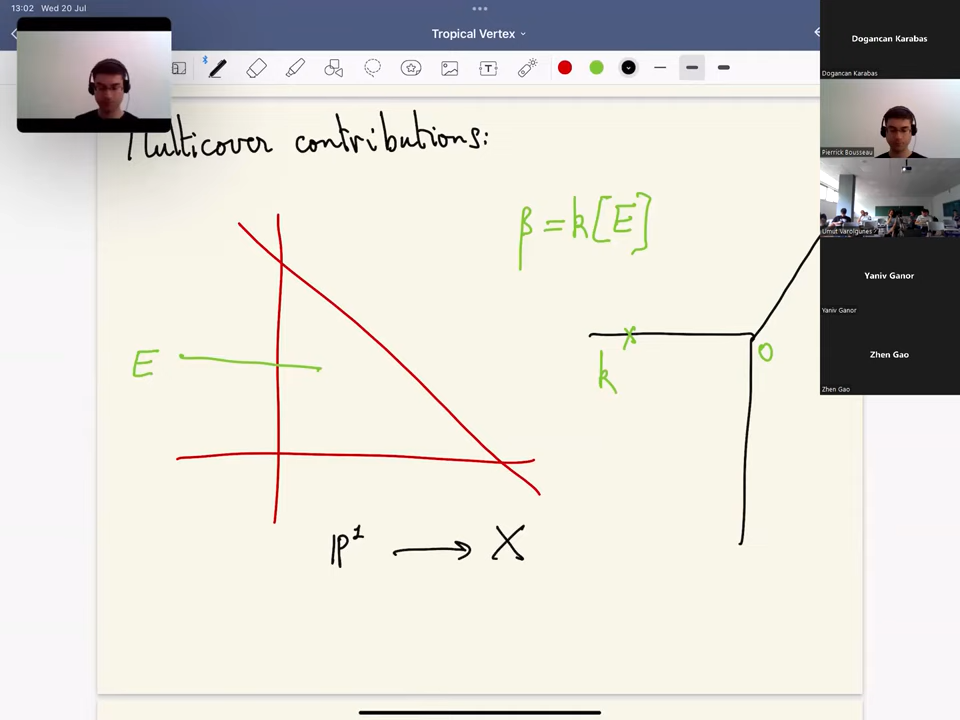 13:02 Wed 20 Jul
Tropical Vertex
Dogancan Karabas
Dogancan Karabas
Pierrick Bousseau
Umut Varolgunes
Yaniv Ganor
Yaniv Ganor
Zhen Gao
Zhen Gao
Multicover contributions:
β = k[E]
E
k
0
ℙ¹ ⟶ X